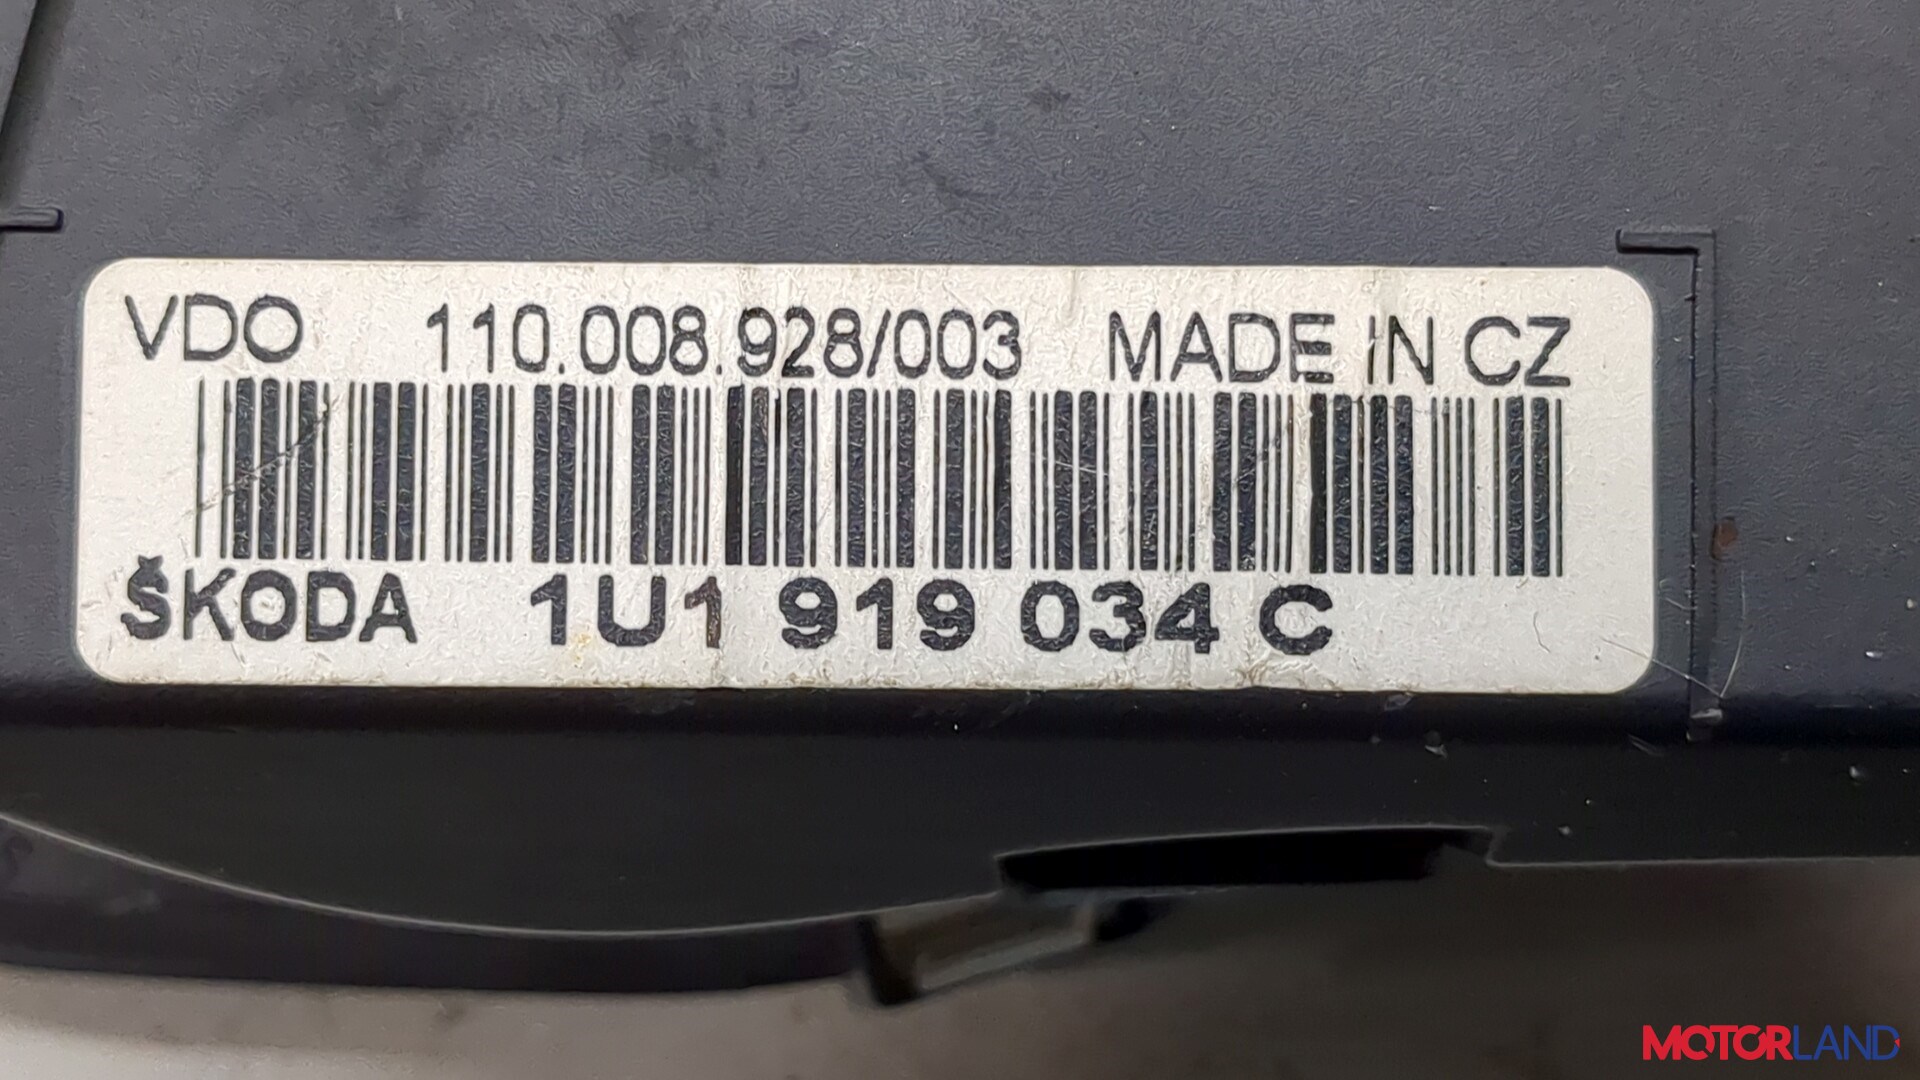 VDO 110.008.928/003 MADE IN CZ
ŠKODA 1U1 919 034 C
MOTORLAND